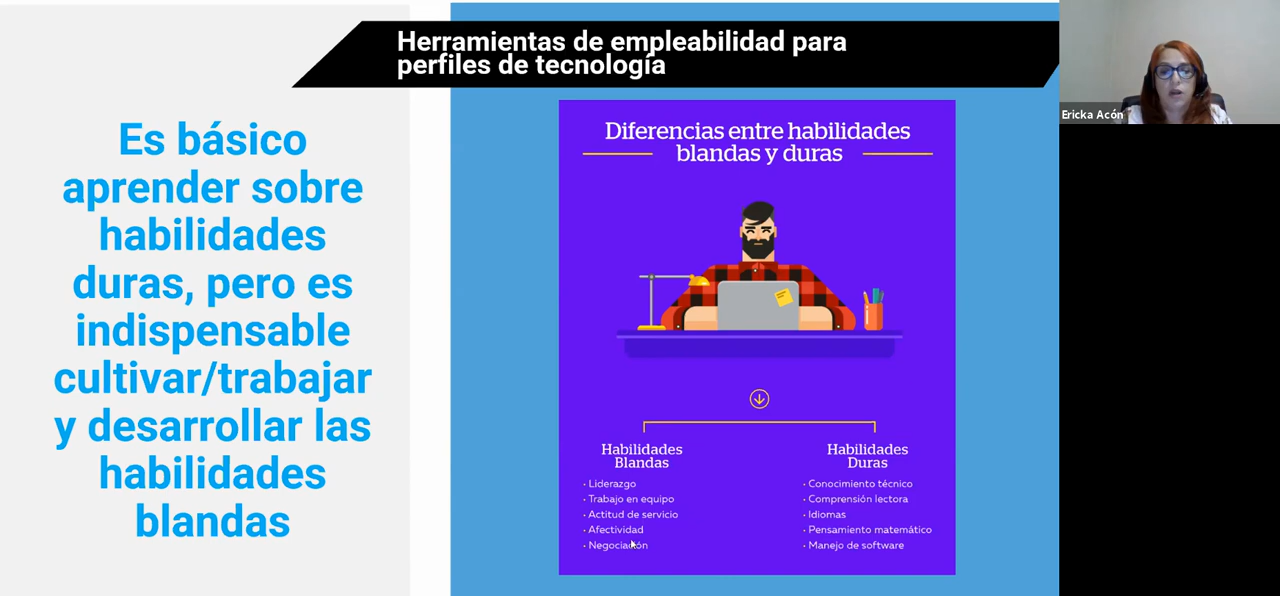 Herramientas de empleabilidad para
perfiles de tecnología
Es básico
aprender sobre
habilidades
duras, pero es
indispensable
cultivar/trabajar
y desarrollar las
habilidades
blandas
Diferencias entre habilidades
blandas y duras
Habilidades
Blandas
· Liderazgo
· Trabajo en equipo
· Actitud de servicio
· Afectividad
· Negociación
Habilidades
Duras
· Conocimiento técnico
· Comprensión lectora
· Idiomas
· Pensamiento matemático
· Manejo de software
Ericka Acón